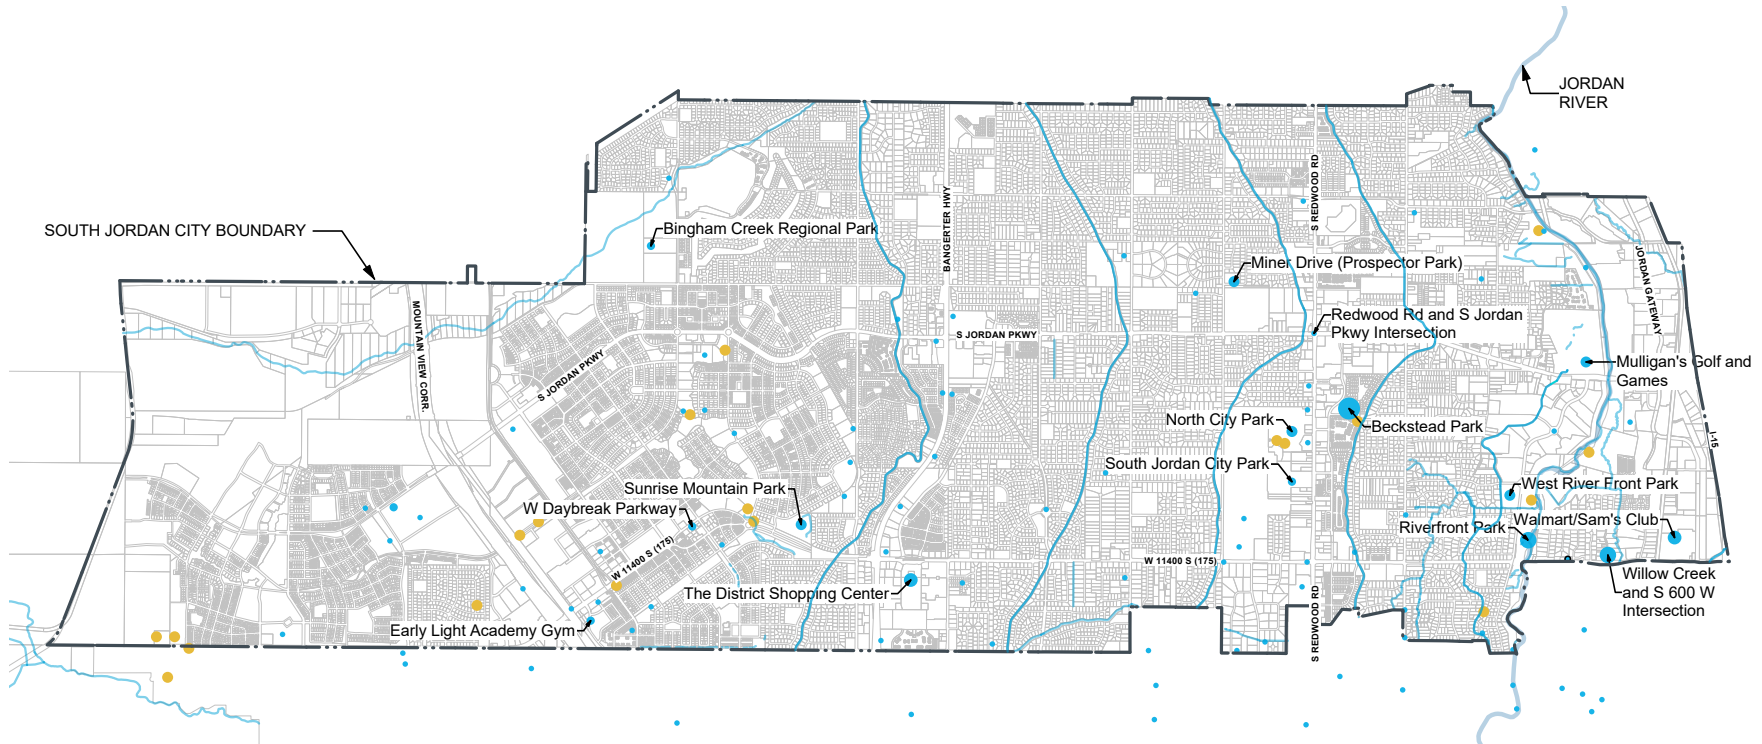 JORDAN
RIVER
S REDWOOD RD
BANGERTER HWY
SOUTH JORDAN CITY BOUNDARY
Bingham Creek Regional Park
Miner Drive (Prospector Park)
JORDAN GATEWAY
MOUNTAIN VIEW CORR.
S JORDAN PKWY
Redwood Rd and S Jordan
Pkwy Intersection
S JORDAN PKWY
Mulligan's Golf and
Games
North City Park
Beckstead Park
I-15
South Jordan City Park
Sunrise Mountain Park
West River Front Park
W Daybreak Parkway
Walmart/Sam's Club
Riverfront Park
W 11400 S (175)
W 11400 S (175)
The District Shopping Center
Willow Creek
and S 600 W
Intersection
Early Light Academy Gym
S REDWOOD RD